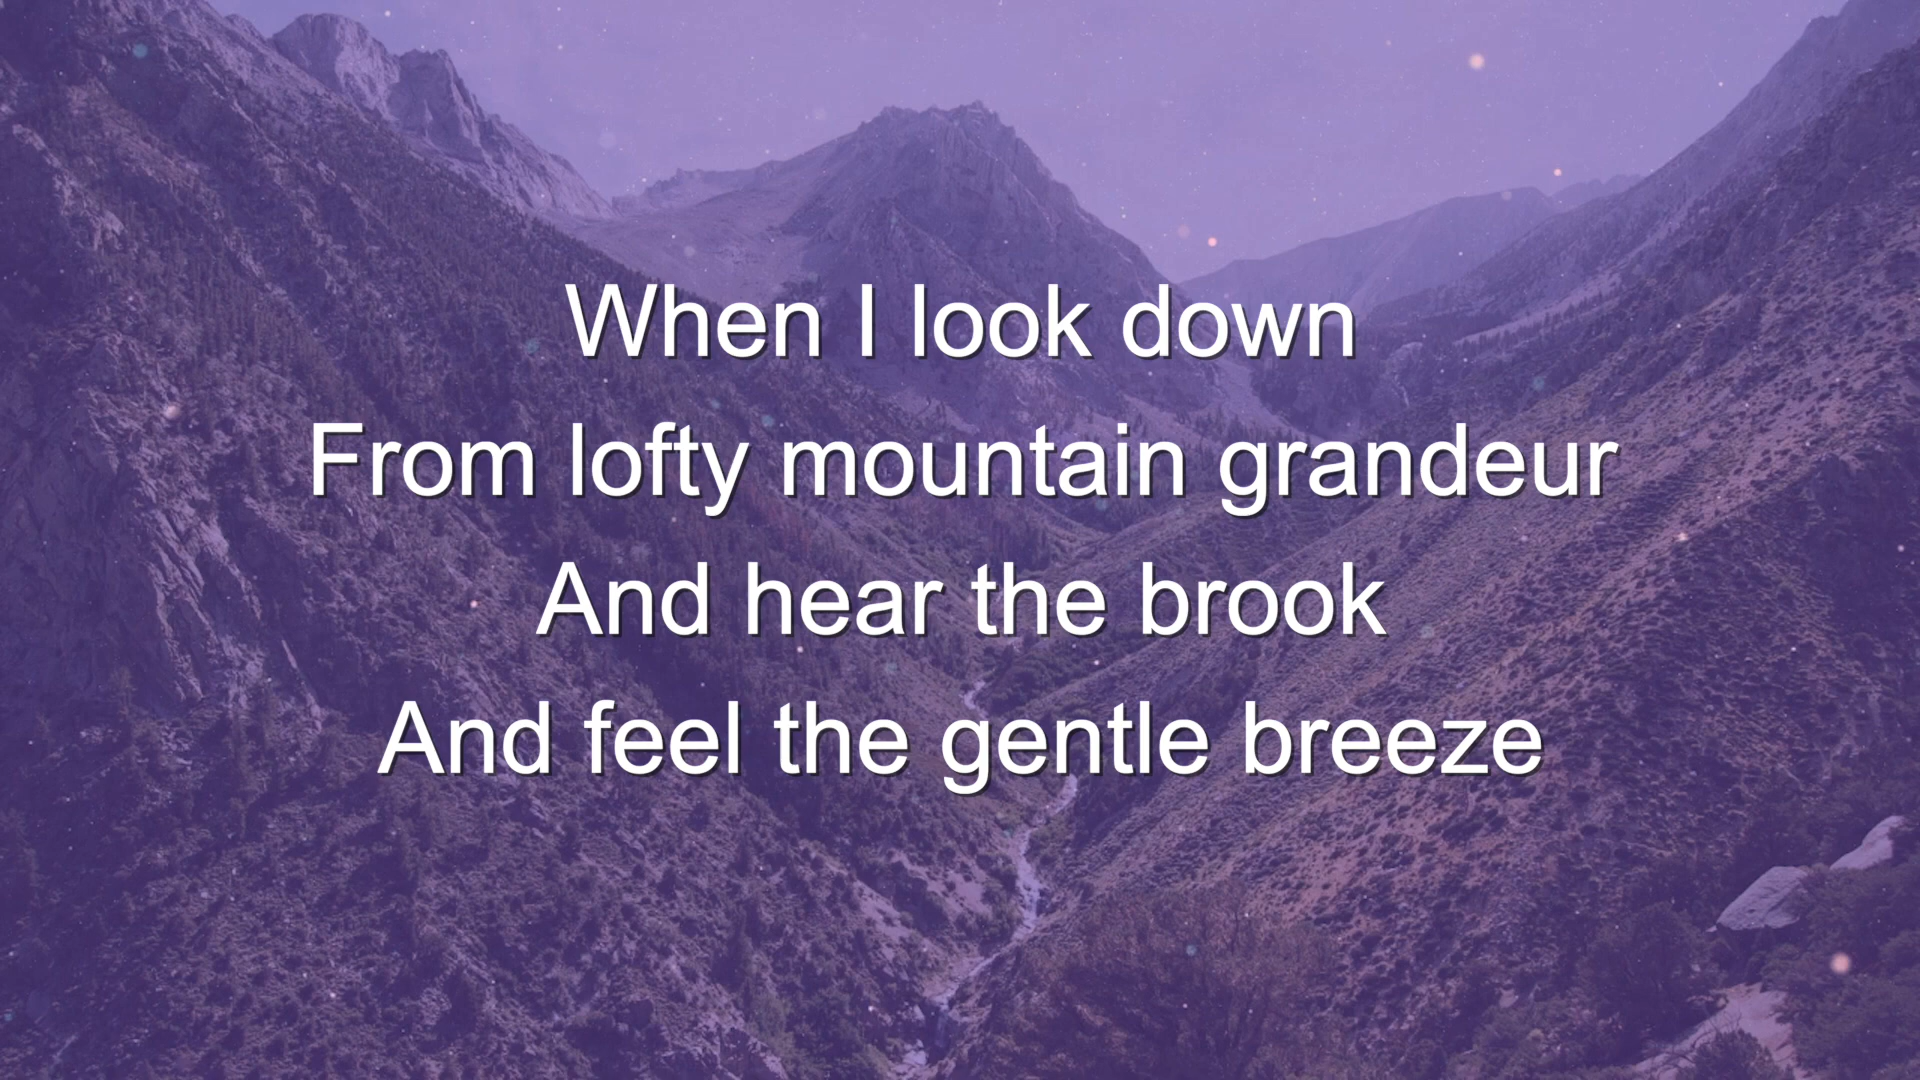 When I look down
From lofty mountain grandeur
And hear the brook
And feel the gentle breeze